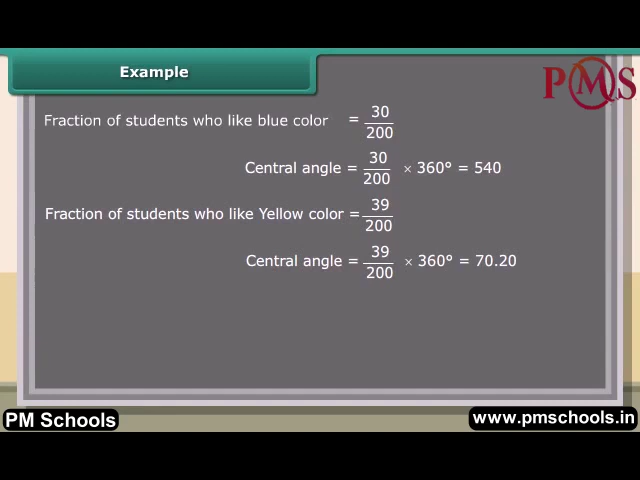 Example
PMS
Fraction of students who like blue color = 30/200
Central angle = 30/200 × 360° = 540
Fraction of students who like Yellow color = 39/200
Central angle = 39/200 × 360° = 70.20
PM Schools
www.pmschools.in